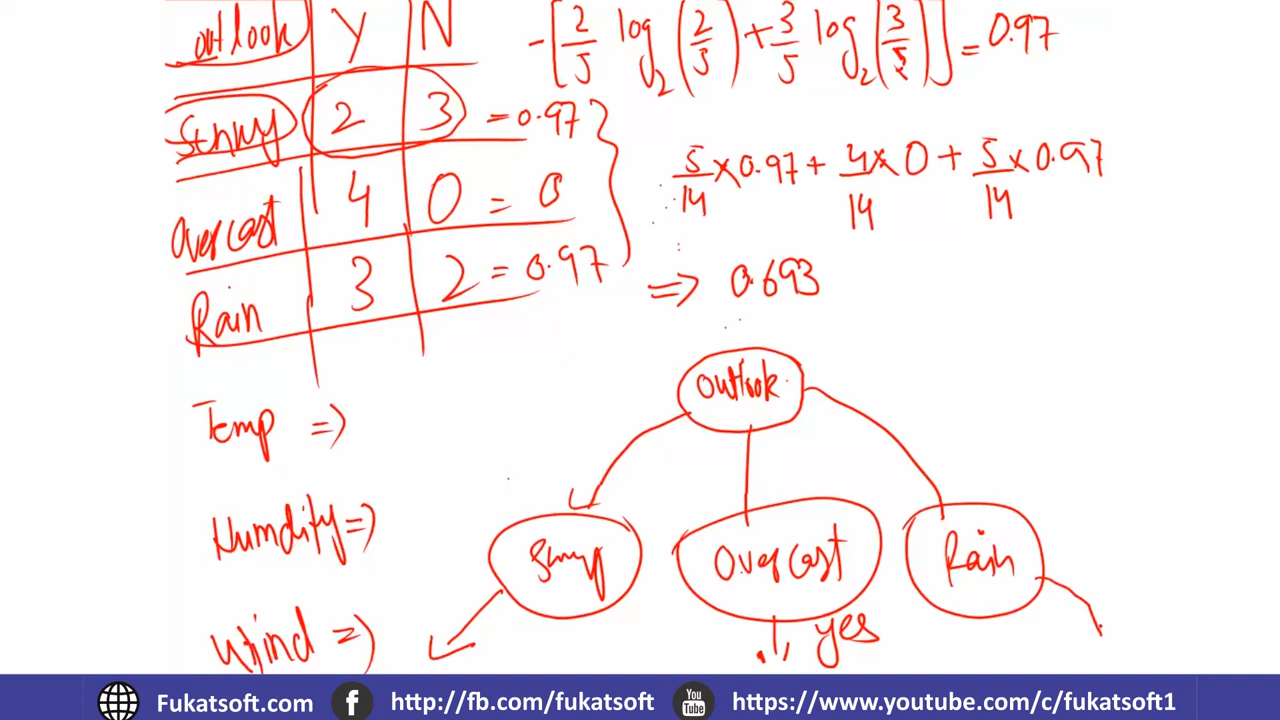 outlook Y N -[2/5 log2(2/5) + 3/5 log2(3/5)] = 0.97
Sunny 2 3 = 0.97
5/14 × 0.97 + 4/14 × 0 + 5/14 × 0.97
Overcast 4 0 = 0
Rain 3 2 = 0.97
=> 0.693
Outlook
Temp =>
Humdity =>
Sunny Overcast Rain
Wind =>
yes
Fukatsoft.com f http://fb.com/fukatsoft You Tube https://www.youtube.com/c/fukatsoft1